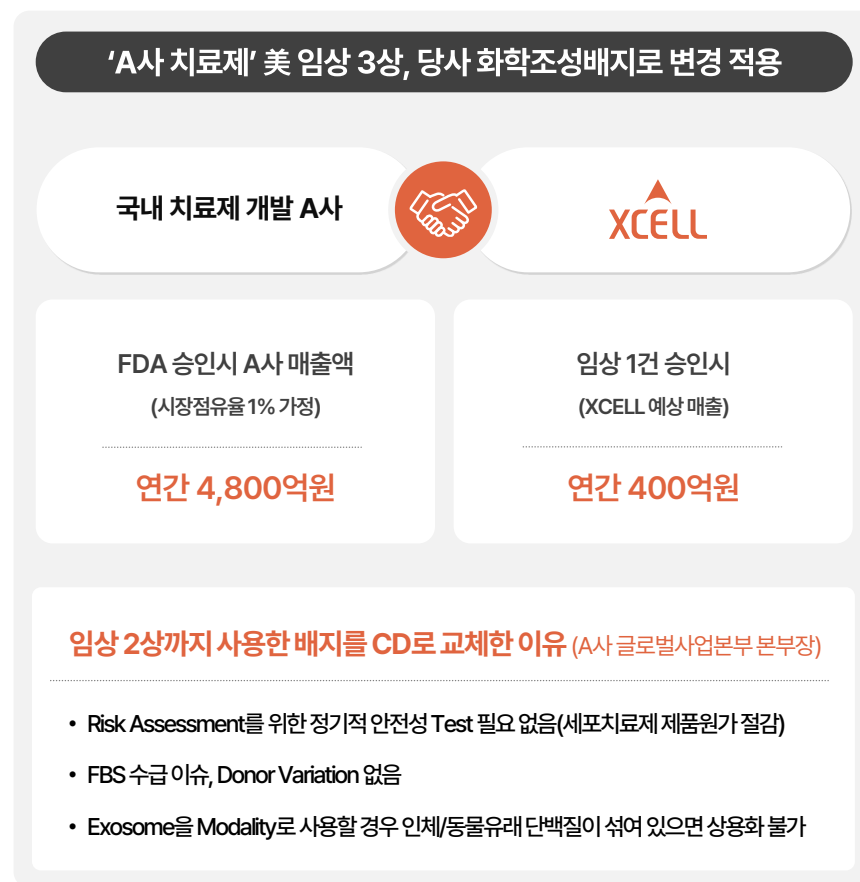 ‘A사 치료제’ 美 임상 3상, 당사 화학조성배지로 변경 적용
국내 치료제 개발 A사
XCELL
FDA 승인시 A사 매출액
(시장점유율 1% 가정)
연간 4,800억원
임상 1건 승인시
(XCELL 예상 매출)
연간 400억원
임상 2상까지 사용한 배지를 CD로 교체한 이유 (A사 글로벌사업본부 본부장)
• Risk Assessment를 위한 정기적 안전성 Test 필요 없음(세포치료제 제품원가 절감)
• FBS 수급 이슈, Donor Variation 없음
• Exosome을 Modality로 사용할 경우 인체/동물유래 단백질이 섞여 있으면 상용화 불가